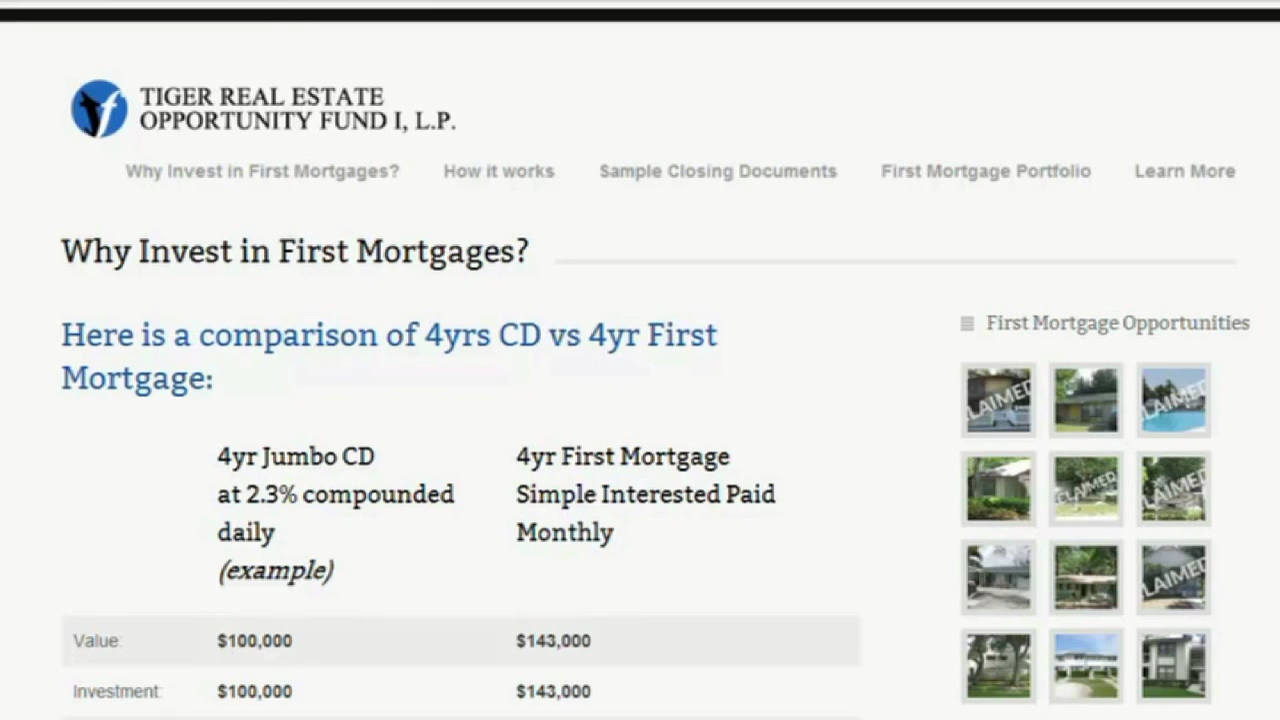 TIGER REAL ESTATE
OPPORTUNITY FUND I, L.P.
Why Invest in First Mortgages? How it works Sample Closing Documents First Mortgage Portfolio Learn More
Why Invest in First Mortgages?
Here is a comparison of 4yrs CD vs 4yr First
Mortgage:
First Mortgage Opportunities
4yr Jumbo CD
at 2.3% compounded
daily
(example)
4yr First Mortgage
Simple Interested Paid
Monthly
Value: $100,000 $143,000
Investment: $100,000 $143,000